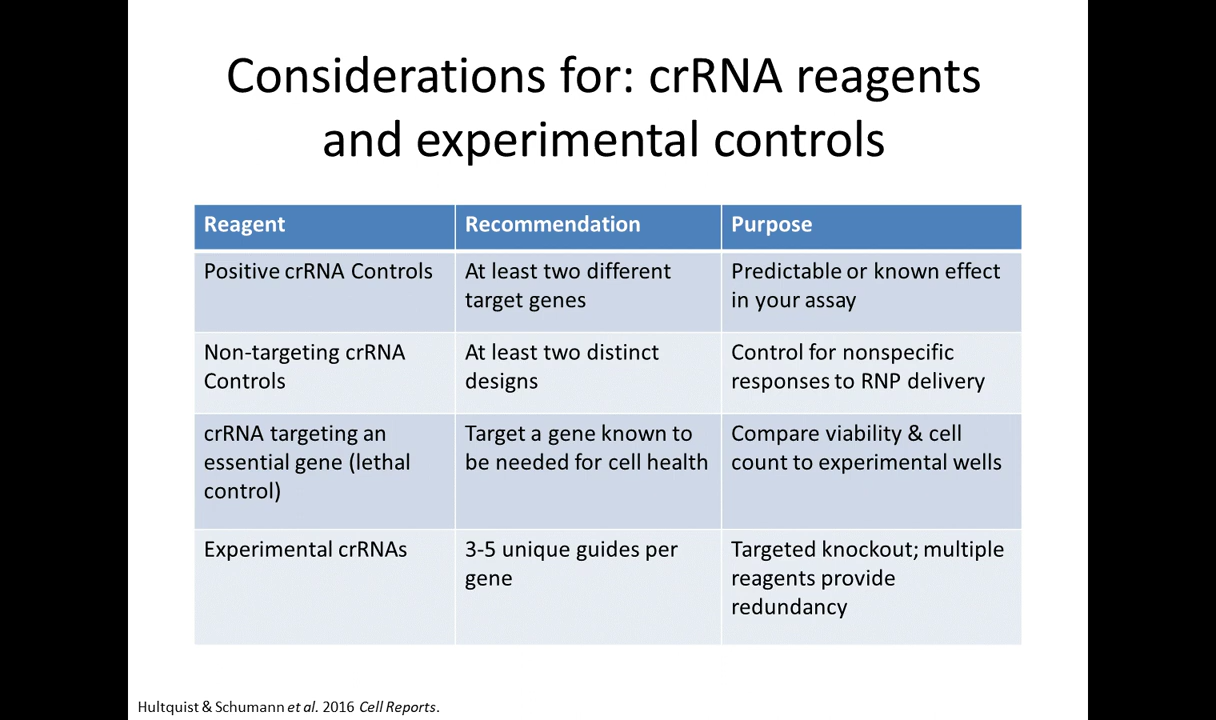 Considerations for: crRNA reagents
and experimental controls
Reagent
Recommendation
Purpose
Positive crRNA Controls
At least two different
target genes
Predictable or known effect
in your assay
Non-targeting crRNA
Controls
At least two distinct
designs
Control for nonspecific
responses to RNP delivery
crRNA targeting an
essential gene (lethal
control)
Target a gene known to
be needed for cell health
Compare viability & cell
count to experimental wells
Experimental crRNAs
3-5 unique guides per
gene
Targeted knockout; multiple
reagents provide
redundancy
Hultquist & Schumann et al. 2016 Cell Reports.